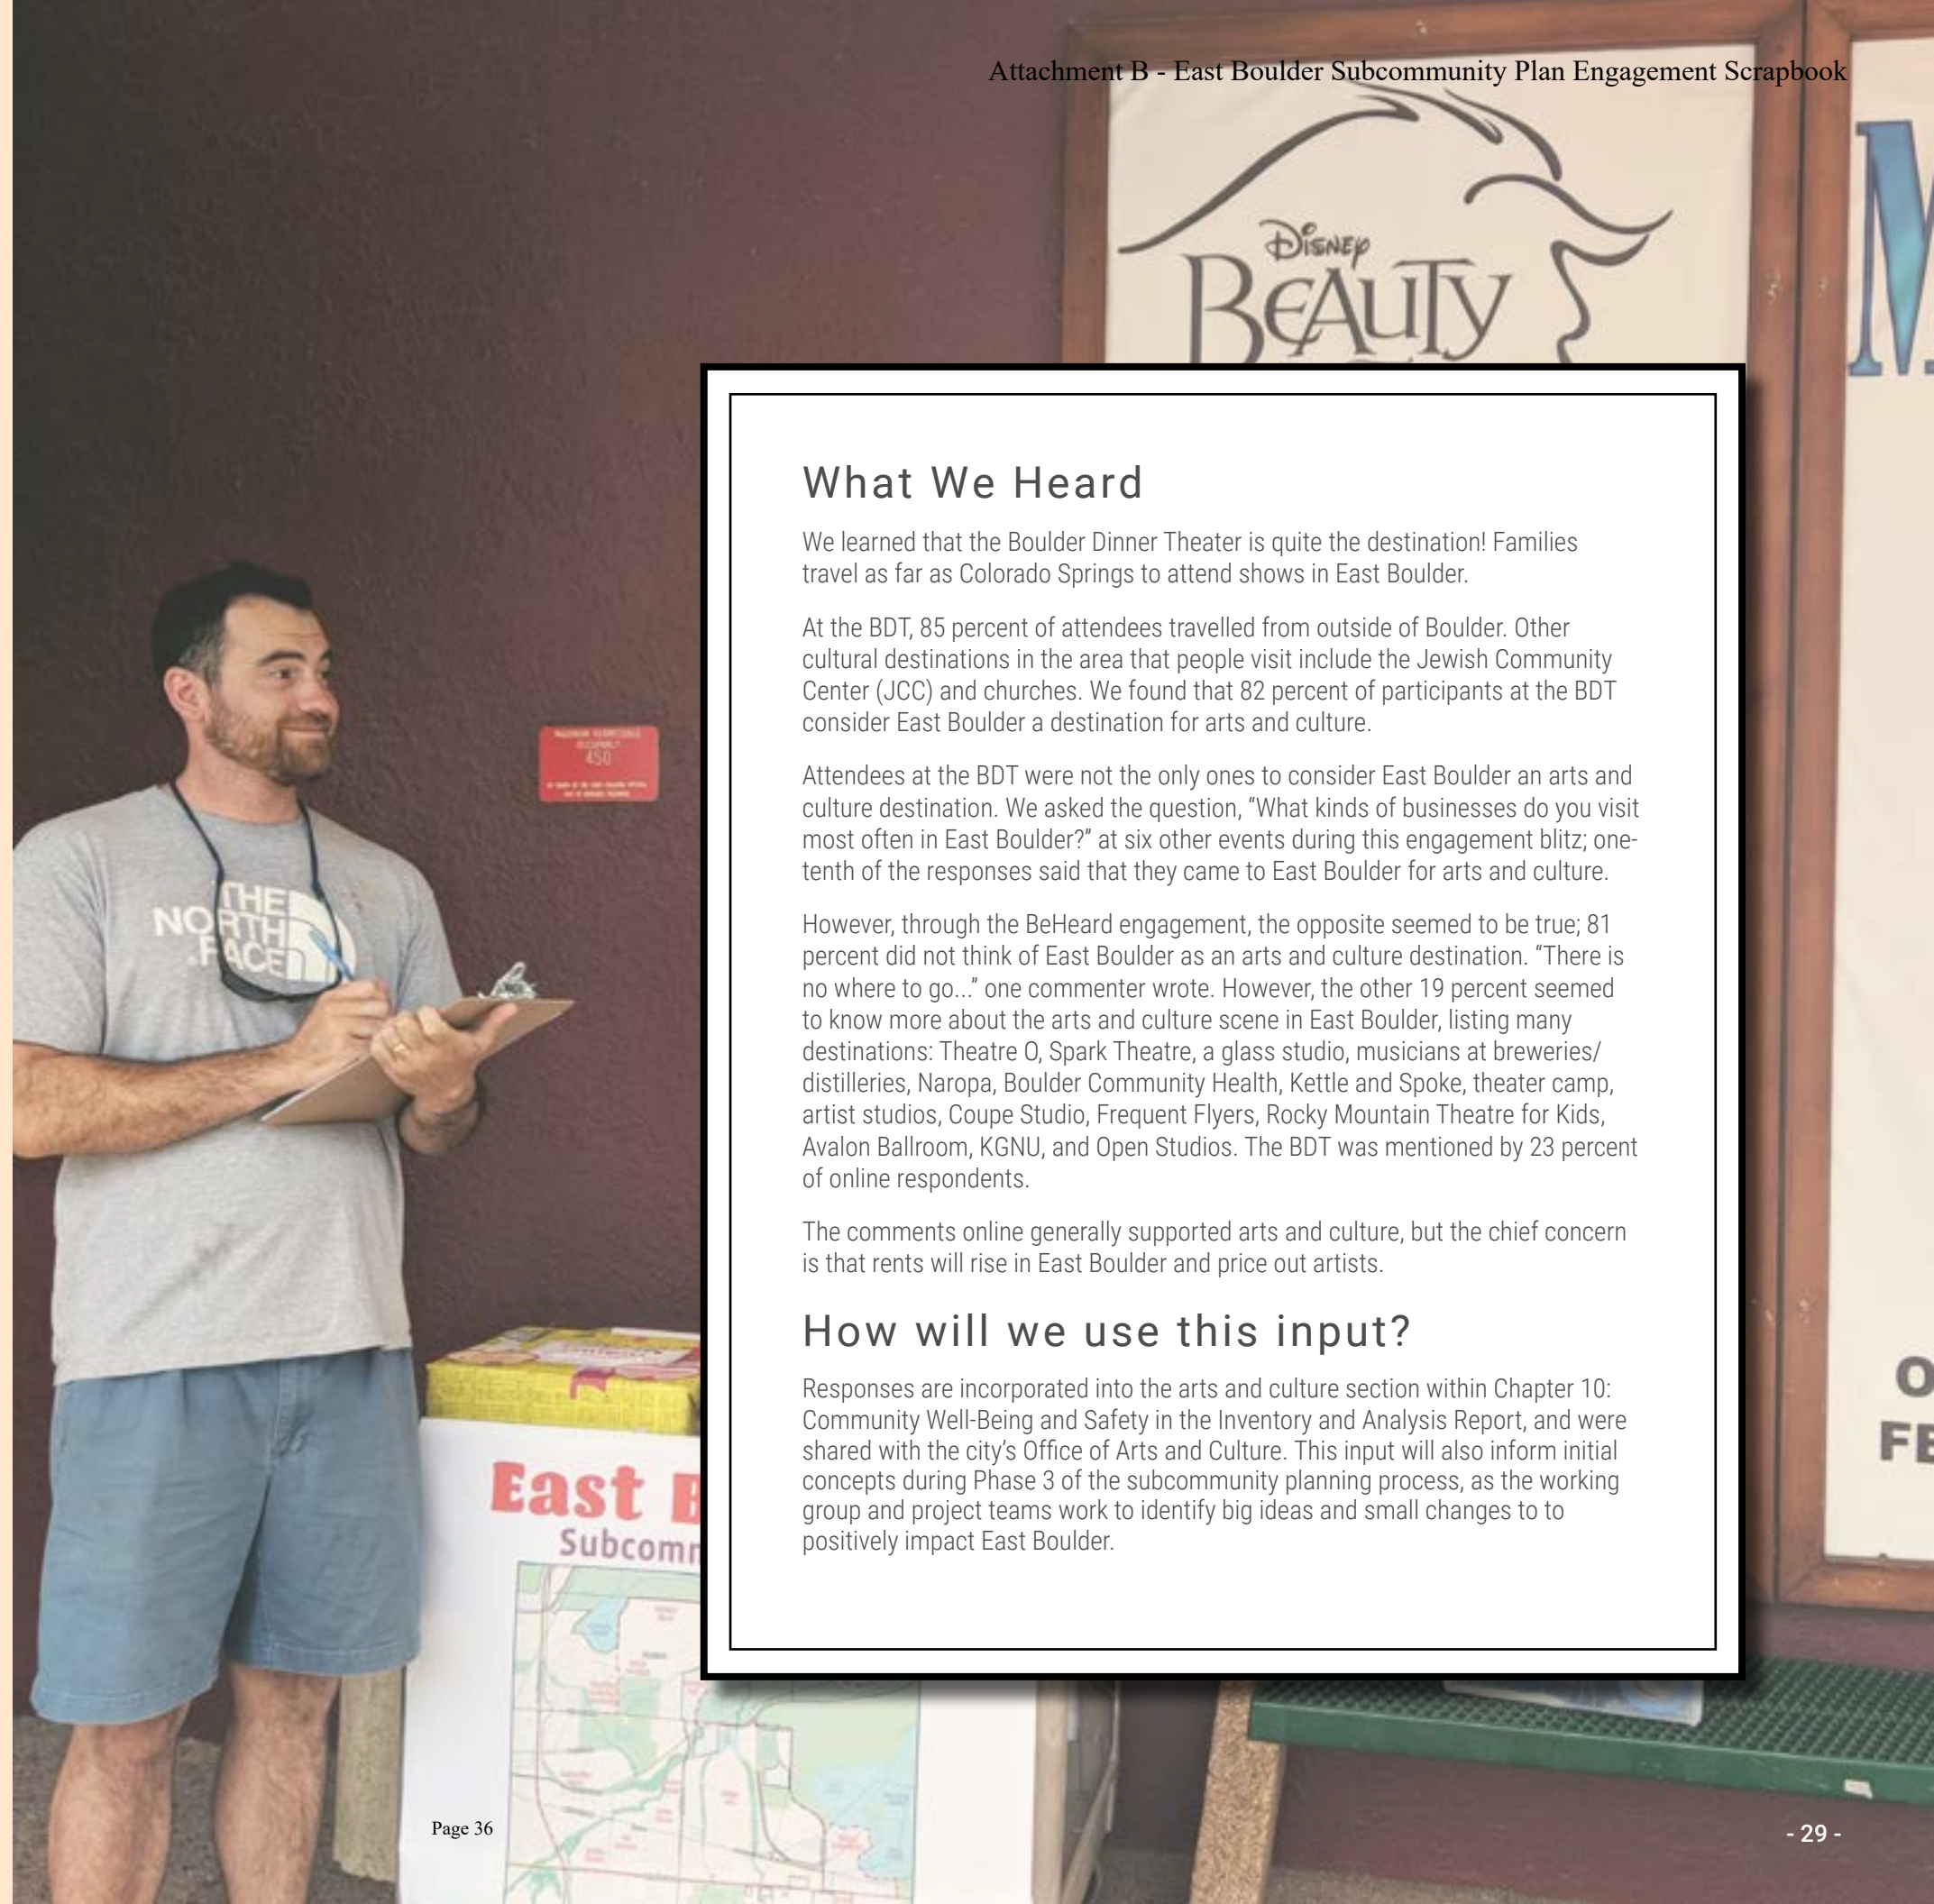 Attachment B - East Boulder Subcommunity Plan Engagement Scrapbook
DISNEY
BEAUTY
What We Heard
We learned that the Boulder Dinner Theater is quite the destination! Families
travel as far as Colorado Springs to attend shows in East Boulder.
At the BDT, 85 percent of attendees travelled from outside of Boulder. Other
cultural destinations in the area that people visit include the Jewish Community
Center (JCC) and churches. We found that 82 percent of participants at the BDT
consider East Boulder a destination for arts and culture.
Attendees at the BDT were not the only ones to consider East Boulder an arts and
culture destination. We asked the question, “What kinds of businesses do you visit
most often in East Boulder?” at six other events during this engagement blitz; one-
tenth of the responses said that they came to East Boulder for arts and culture.
However, through the BeHeard engagement, the opposite seemed to be true; 81
percent did not think of East Boulder as an arts and culture destination. “There is
no where to go...” one commenter wrote. However, the other 19 percent seemed
to know more about the arts and culture scene in East Boulder, listing many
destinations: Theatre O, Spark Theatre, a glass studio, musicians at breweries/
distilleries, Naropa, Boulder Community Health, Kettle and Spoke, theater camp,
artist studios, Coupe Studio, Frequent Flyers, Rocky Mountain Theatre for Kids,
Avalon Ballroom, KGNU, and Open Studios. The BDT was mentioned by 23 percent
of online respondents.
The comments online generally supported arts and culture, but the chief concern
is that rents will rise in East Boulder and price out artists.
How will we use this input?
Responses are incorporated into the arts and culture section within Chapter 10:
Community Well-Being and Safety in the Inventory and Analysis Report, and were
shared with the city’s Office of Arts and Culture. This input will also inform initial
concepts during Phase 3 of the subcommunity planning process, as the working
group and project teams work to identify big ideas and small changes to to
positively impact East Boulder.
THE
NORTH
FACE
MAXIMUM PERMISSIBLE
OCCUPANCY
450
East B
Subcom
M
O
FE
Page 36
- 29 -